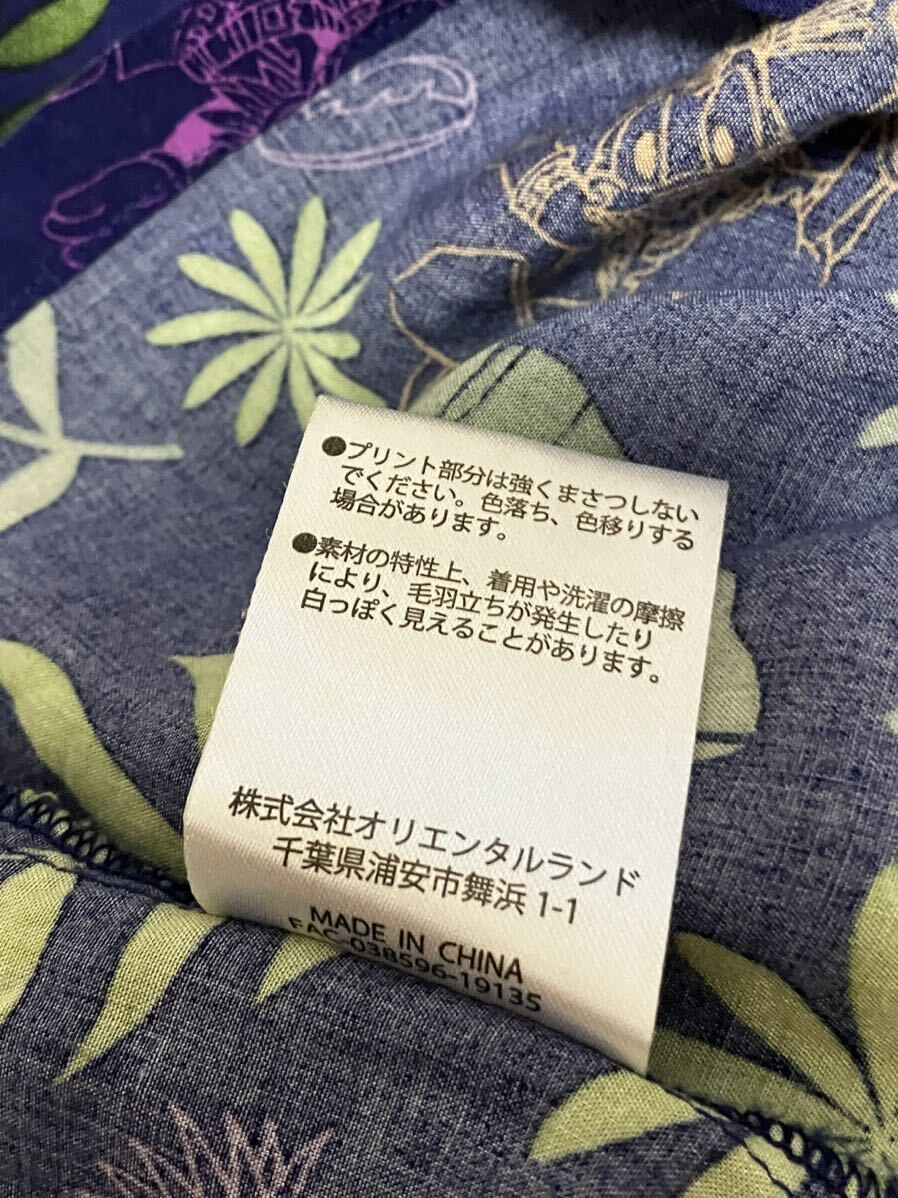 ●プリント部分は強くまさつしない
でください。色落ち、色移りする
場合があります。
●素材の特性上、着用や洗濯の摩擦
により、毛羽立ちが発生したり
白っぽく見えることがあります。
株式会社オリエンタルランド
千葉県浦安市舞浜 1-1
MADE IN CHINA
FAC-038596-19135